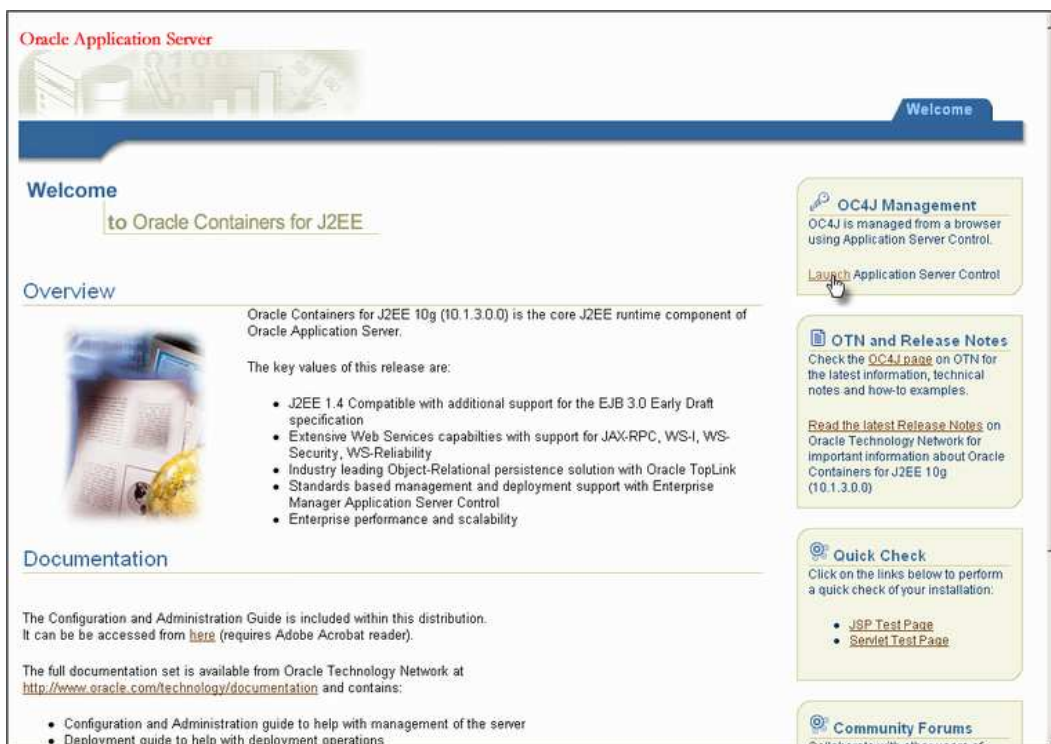 Oracle Application Server
Welcome
Welcome
to Oracle Containers for J2EE
Overview
Oracle Containers for J2EE 10g (10.1.3.0.0) is the core J2EE runtime component of
Oracle Application Server.
The key values of this release are:
• J2EE 1.4 Compatible with additional support for the EJB 3.0 Early Draft
specification
• Extensive Web Services capabilties with support for JAX-RPC, WS-I, WS-
Security, WS-Reliability
• Industry leading Object-Relational persistence solution with Oracle TopLink
• Standards based management and deployment support with Enterprise
Manager Application Server Control
• Enterprise performance and scalability
Documentation
The Configuration and Administration Guide is included within this distribution.
It can be be accessed from here (requires Adobe Acrobat reader).
The full documentation set is available from Oracle Technology Network at
http://www.oracle.com/technology/documentation and contains:
• Configuration and Administration guide to help with management of the server
• Deployment guide to help with deployment operations
OC4J Management
OC4J is managed from a browser
using Application Server Control.
Launch Application Server Control
OTN and Release Notes
Check the OC4J page on OTN for
the latest information, technical
notes and how-to examples.
Read the latest Release Notes on
Oracle Technology Network for
important information about Oracle
Containers for J2EE 10g
(10.1.3.0.0)
Quick Check
Click on the links below to perform
a quick check of your installation:
• JSP Test Page
• Servlet Test Page
Community Forums
Collaborate with other users of